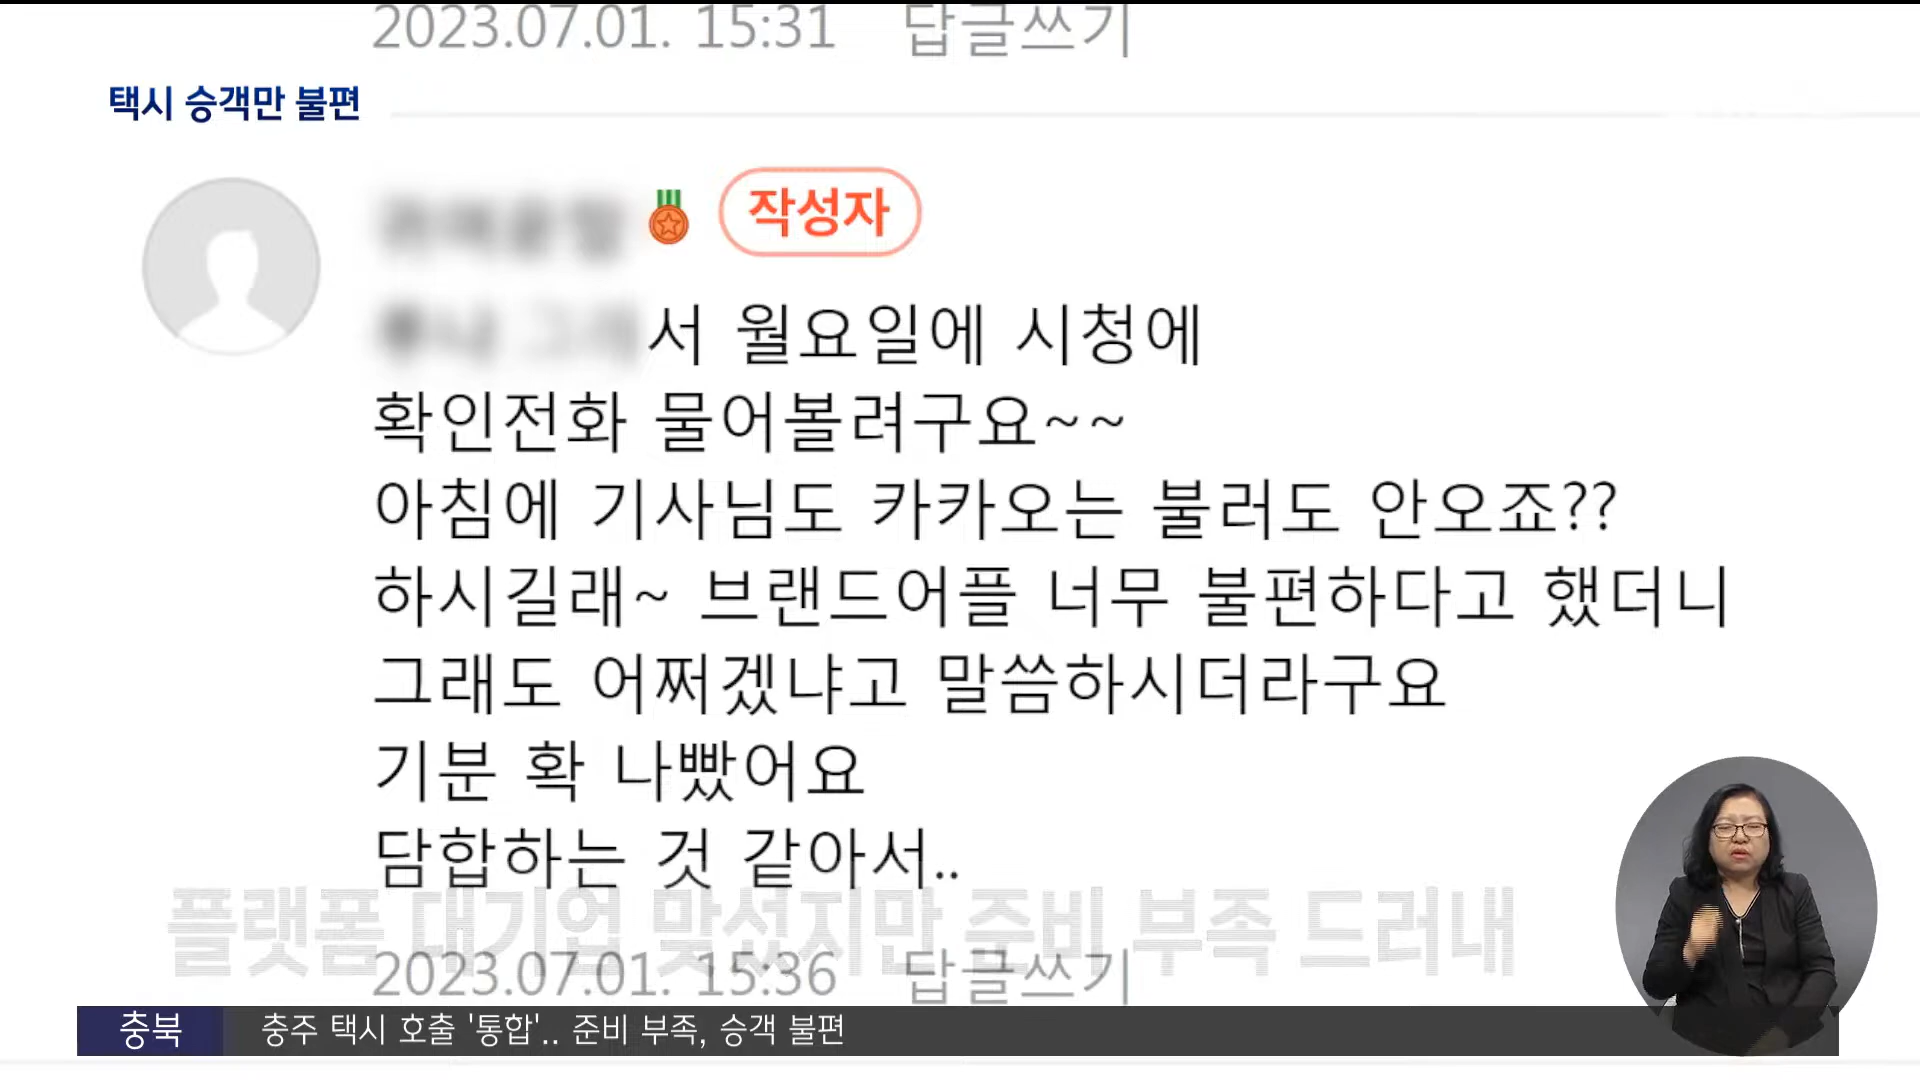 2023.07.01. 15:31 답글쓰기
택시 승객만 불편
작성자
서 월요일에 시청에
확인전화 물어볼려구요~~
아침에 기사님도 카카오는 불러도 안오죠??
하시길래~ 브랜드어플 너무 불편하다고 했더니
그래도 어쩌겠냐고 말씀하시더라구요
기분 확 나빴어요
담합하는 것 같아서..
플랫폼 대기업 맞섰지만 준비 부족 드러내
2023.07.01. 15:36 답글쓰기
충북
충주 택시 호출 '통합'.. 준비 부족, 승객 불편